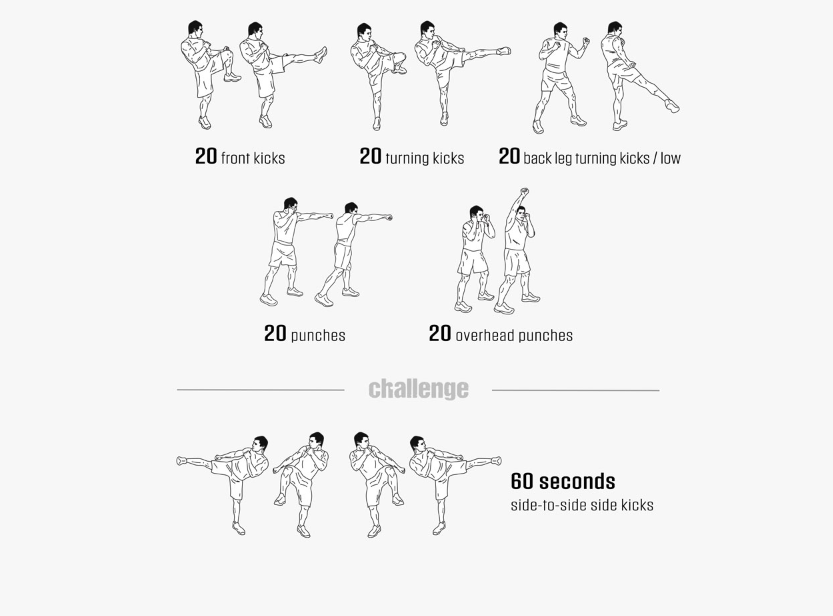 20 front kicks
20 turning kicks
20 back leg turning kicks / low
20 punches
20 overhead punches
challenge
60 seconds
side-to-side side kicks